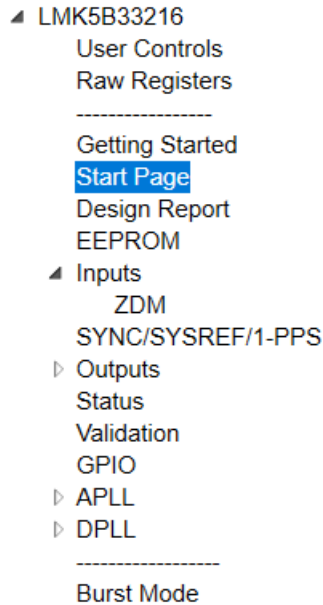 LMK5B33216
User Controls
Raw Registers
-----------------
Getting Started
Start Page
Design Report
EEPROM
Inputs
ZDM
SYNC/SYSREF/1-PPS
Outputs
Status
Validation
GPIO
APLL
DPLL
------------------
Burst Mode